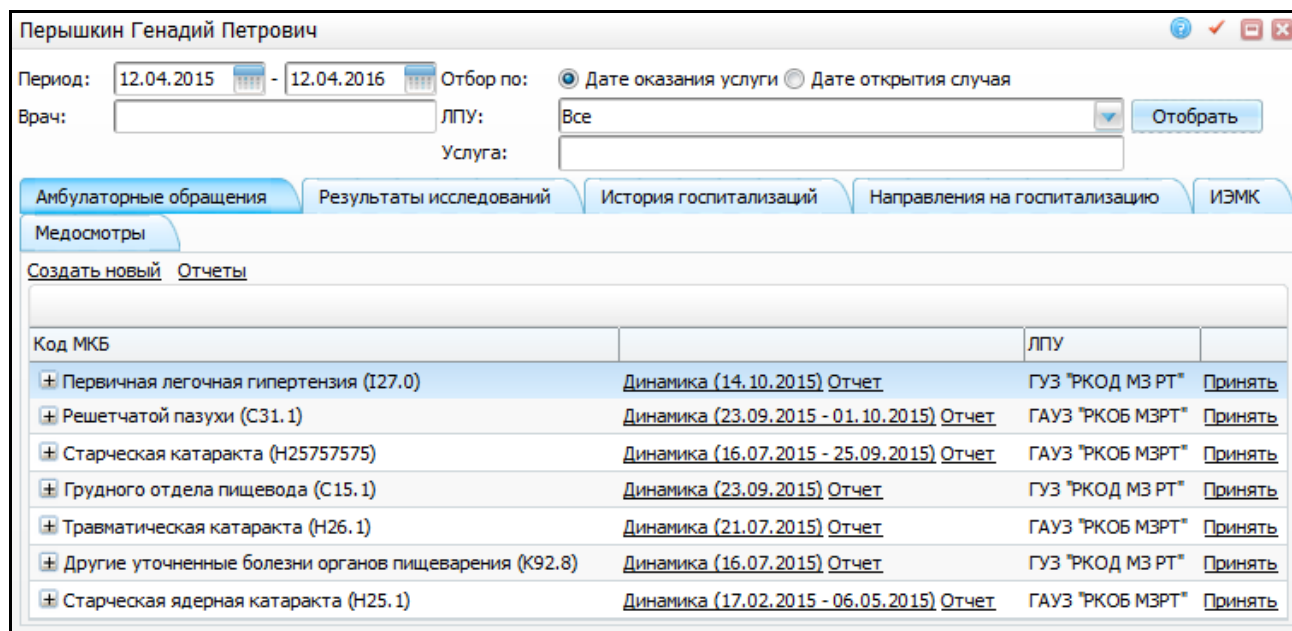 Перышкин Генадий Петрович
Период: 12.04.2015 - 12.04.2016 Отбор по: Дате оказания услуги Дате открытия случая
Врач: ЛПУ: Все Отобрать
Услуга:
Амбулаторные обращения Результаты исследований История госпитализаций Направления на госпитализацию ИЭМК
Медосмотры
Создать новый Отчеты
Код МКБ ЛПУ
Первичная легочная гипертензия (I27.0) Динамика (14.10.2015) Отчет ГУЗ "РКОД МЗ РТ" Принять
Решетчатой пазухи (C31.1) Динамика (23.09.2015 - 01.10.2015) Отчет ГАУЗ "РКОБ МЗРТ" Принять
Старческая катаракта (H25757575) Динамика (16.07.2015 - 25.09.2015) Отчет ГАУЗ "РКОБ МЗРТ" Принять
Грудного отдела пищевода (C15.1) Динамика (23.09.2015) Отчет ГУЗ "РКОД МЗ РТ" Принять
Травматическая катаракта (H26.1) Динамика (21.07.2015) Отчет ГАУЗ "РКОБ МЗРТ" Принять
Другие уточненные болезни органов пищеварения (K92.8) Динамика (16.07.2015) Отчет ГУЗ "РКОД МЗ РТ" Принять
Старческая ядерная катаракта (H25.1) Динамика (17.02.2015 - 06.05.2015) Отчет ГАУЗ "РКОБ МЗРТ" Принять